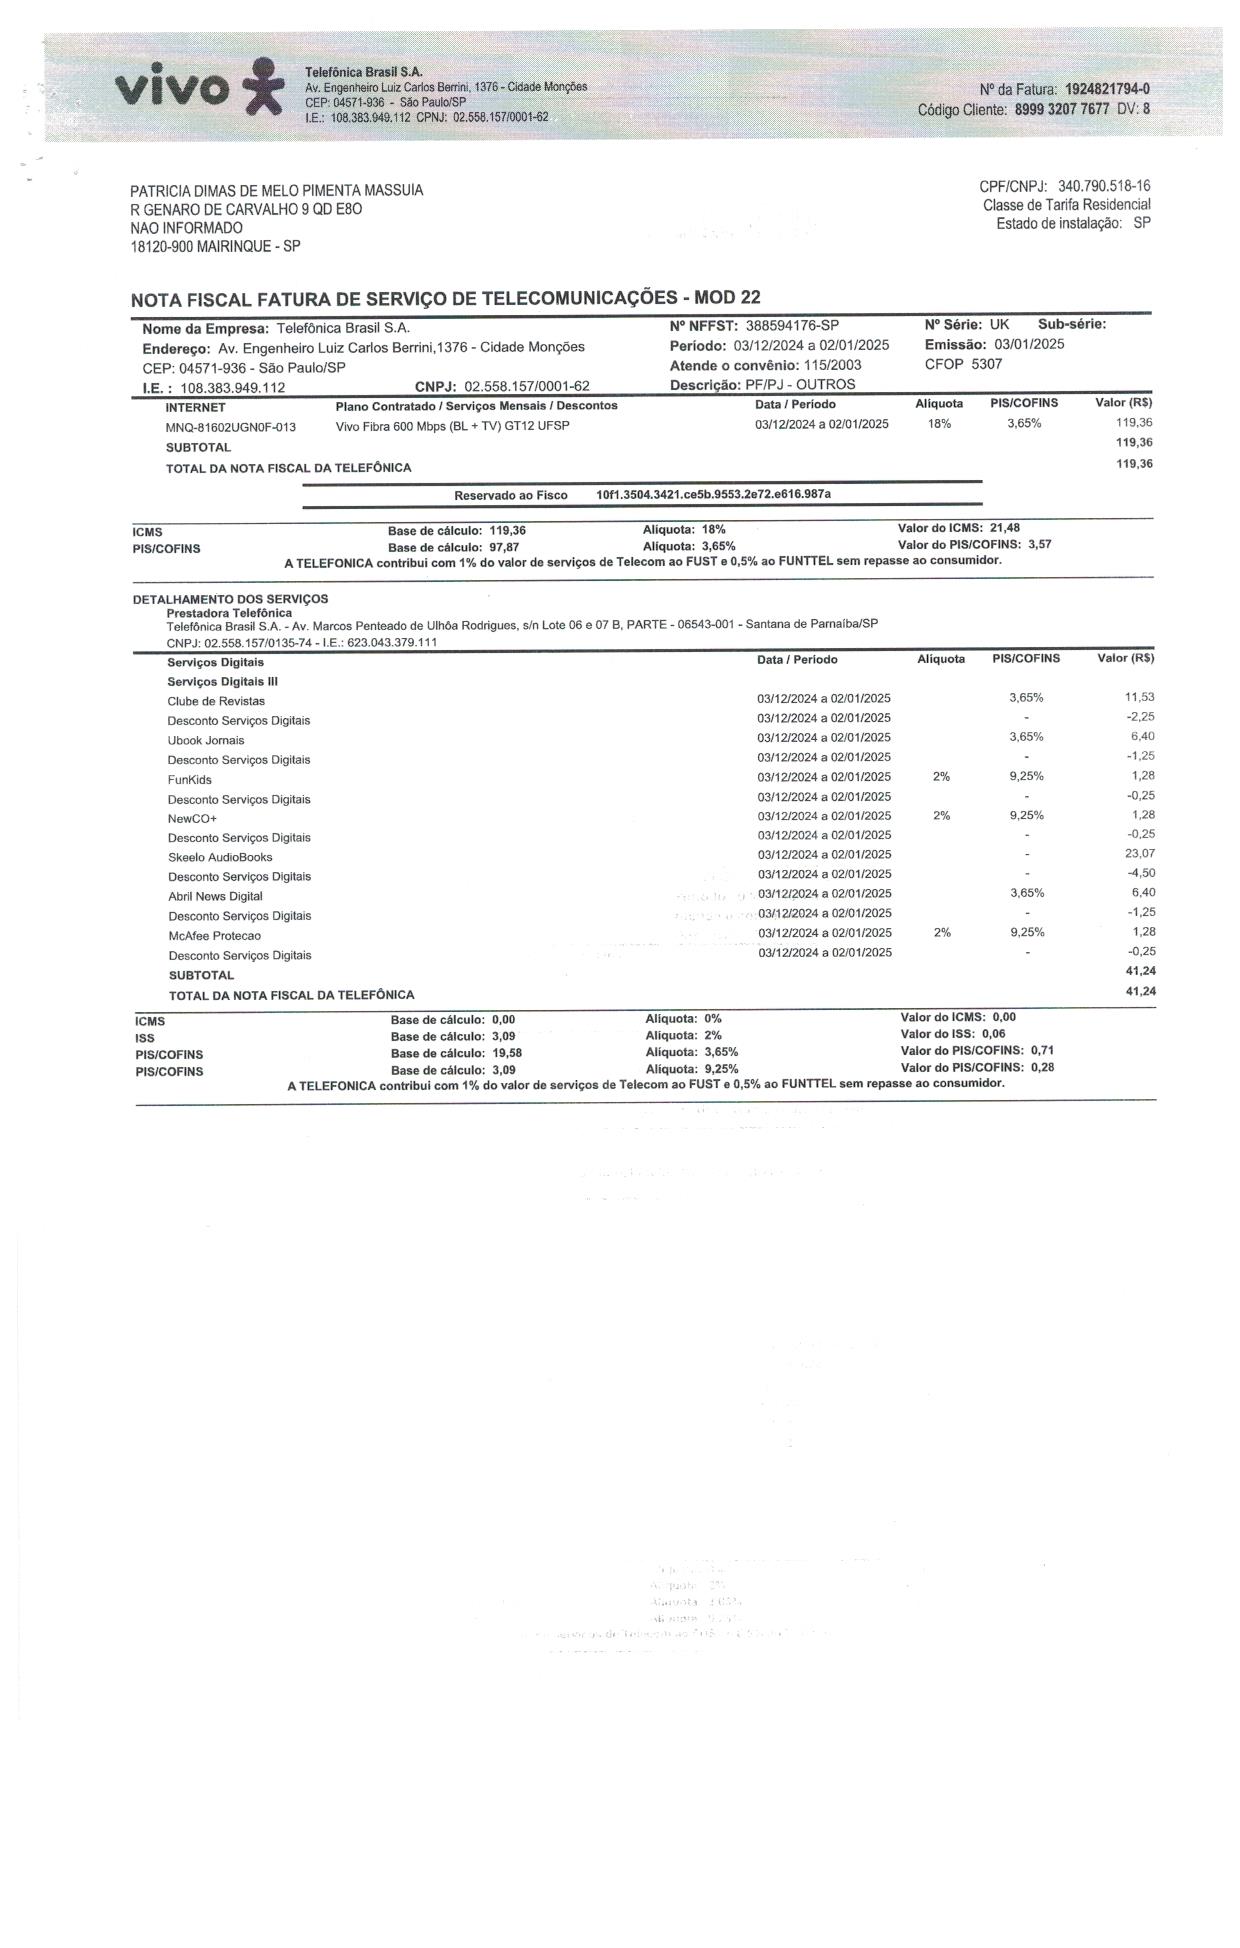 vivo
Telefônica Brasil S.A.
Av. Engenheiro Luiz Carlos Berrini, 1376 - Cidade Monções
CEP: 04571-936 - São Paulo/SP
I.E.: 108.383.949.112 CPNJ: 02.558.157/0001-62
Nº da Fatura: 1924821794-0
Código Cliente: 8999 3207 7677 DV: 8
PATRICIA DIMAS DE MELO PIMENTA MASSUIA
R GENARO DE CARVALHO 9 QD E8O
NAO INFORMADO
18120-900 MAIRINQUE - SP
CPF/CNPJ: 340.790.518-16
Classe de Tarifa Residencial
Estado de instalação: SP
NOTA FISCAL FATURA DE SERVIÇO DE TELECOMUNICAÇÕES - MOD 22
Nome da Empresa: Telefônica Brasil S.A. Nº NFFST: 388594176-SP Nº Série: UK Sub-série:
Endereço: Av. Engenheiro Luiz Carlos Berrini,1376 - Cidade Monções Período: 03/12/2024 a 02/01/2025 Emissão: 03/01/2025
CEP: 04571-936 - São Paulo/SP Atende o convênio: 115/2003 CFOP 5307
I.E. : 108.383.949.112 CNPJ: 02.558.157/0001-62 Descrição: PF/PJ - OUTROS
INTERNET Plano Contratado / Serviços Mensais / Descontos Data / Período Alíquota PIS/COFINS Valor (R$)
MNQ-81602UGN0F-013 Vivo Fibra 600 Mbps (BL + TV) GT12 UFSP 03/12/2024 a 02/01/2025 18% 3,65% 119,36
SUBTOTAL 119,36
TOTAL DA NOTA FISCAL DA TELEFÔNICA 119,36
Reservado ao Fisco 10f1.3504.3421.ce5b.9553.2e72.e616.987a
ICMS Base de cálculo: 119,36 Alíquota: 18% Valor do ICMS: 21,48
PIS/COFINS Base de cálculo: 97,87 Alíquota: 3,65% Valor do PIS/COFINS: 3,57
A TELEFONICA contribui com 1% do valor de serviços de Telecom ao FUST e 0,5% ao FUNTTEL sem repasse ao consumidor.
DETALHAMENTO DOS SERVIÇOS
Prestadora Telefônica
Telefônica Brasil S.A. - Av. Marcos Penteado de Ulhôa Rodrigues, s/n Lote 06 e 07 B, PARTE - 06543-001 - Santana de Parnaíba/SP
CNPJ: 02.558.157/0135-74 - I.E.: 623.043.379.111
Serviços Digitais Data / Período Alíquota PIS/COFINS Valor (R$)
Serviços Digitais III
Clube de Revistas 03/12/2024 a 02/01/2025 3,65% 11,53
Desconto Serviços Digitais 03/12/2024 a 02/01/2025 - -2,25
Ubook Jornais 03/12/2024 a 02/01/2025 3,65% 6,40
Desconto Serviços Digitais 03/12/2024 a 02/01/2025 - -1,25
FunKids 03/12/2024 a 02/01/2025 2% 9,25% 1,28
Desconto Serviços Digitais 03/12/2024 a 02/01/2025 - -0,25
NewCO+ 03/12/2024 a 02/01/2025 2% 9,25% 1,28
Desconto Serviços Digitais 03/12/2024 a 02/01/2025 - -0,25
Skeelo AudioBooks 03/12/2024 a 02/01/2025 - 23,07
Desconto Serviços Digitais 03/12/2024 a 02/01/2025 - -4,50
Abril News Digital 03/12/2024 a 02/01/2025 3,65% 6,40
Desconto Serviços Digitais 03/12/2024 a 02/01/2025 - -1,25
McAfee Protecao 03/12/2024 a 02/01/2025 2% 9,25% 1,28
Desconto Serviços Digitais 03/12/2024 a 02/01/2025 - -0,25
SUBTOTAL 41,24
TOTAL DA NOTA FISCAL DA TELEFÔNICA 41,24
ICMS Base de cálculo: 0,00 Alíquota: 0% Valor do ICMS: 0,00
ISS Base de cálculo: 3,09 Alíquota: 2% Valor do ISS: 0,06
PIS/COFINS Base de cálculo: 19,58 Alíquota: 3,65% Valor do PIS/COFINS: 0,71
PIS/COFINS Base de cálculo: 3,09 Alíquota: 9,25% Valor do PIS/COFINS: 0,28
A TELEFONICA contribui com 1% do valor de serviços de Telecom ao FUST e 0,5% ao FUNTTEL sem repasse ao consumidor.